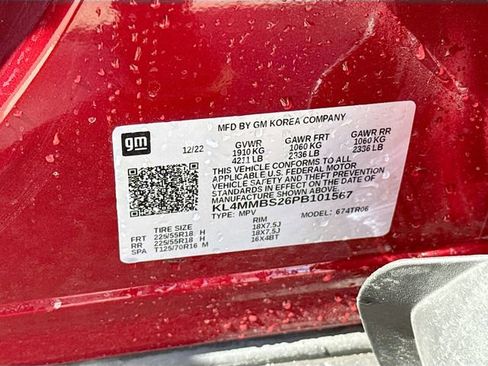 MFD BY GM KOREA COMPANY
gm
12/22
GVWR GAWR FRT GAWR RR
1910 KG 1060 KG 1060 KG
4211 LB 2336 LB 2336 LB
THIS VEHICLE CONFORMS TO ALL
APPLICABLE U.S. FEDERAL MOTOR
VEHICLE SAFETY AND THEFT PREVENTION
STANDARDS IN EFFECT ON THE DATE OF
MANUFACTURE SHOWN ABOVE.
KL4MMBS26PB101567
TYPE: MPV MODEL: 674TR06
TIRE SIZE RIM
FRT 225/55R18 H 18X7.5J
RR 225/55R18 H 18X7.5J
SPA T125/70R16 M 16X4BT